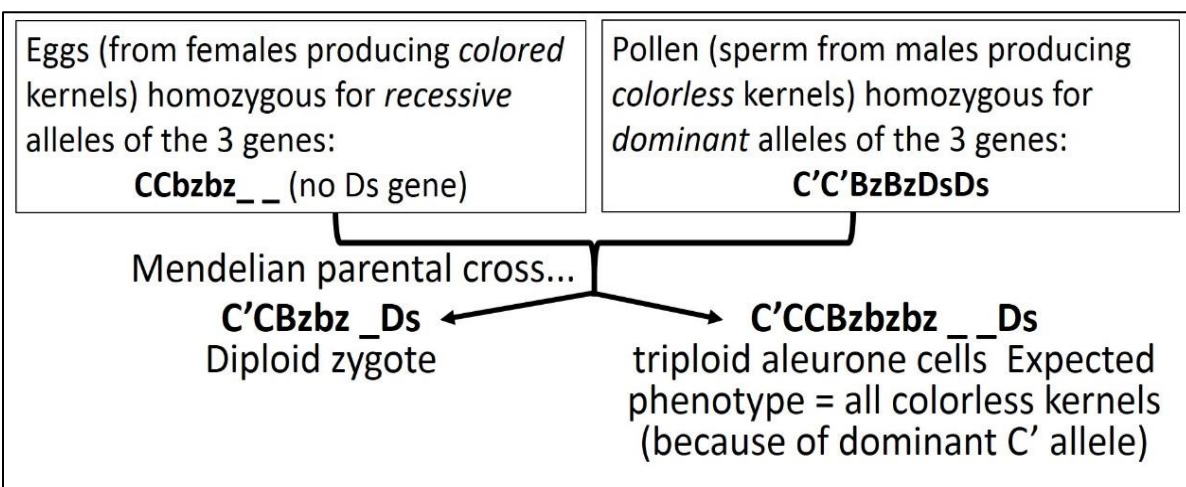 Eggs (from females producing colored
kernels) homozygous for recessive
alleles of the 3 genes:
CCbzbz_ _ (no Ds gene)
Pollen (sperm from males producing
colorless kernels) homozygous for
dominant alleles of the 3 genes:
C’C’BzBzDsDs
Mendelian parental cross...
C’CBzbz _Ds
Diploid zygote
C’CCBzbzbz _ _Ds
triploid aleurone cells Expected
phenotype = all colorless kernels
(because of dominant C’ allele)